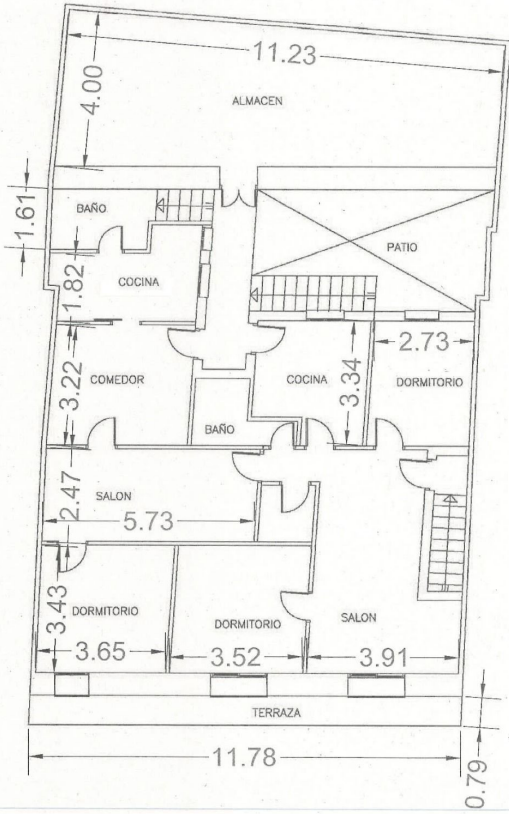 11.23
4.00
ALMACEN
1.61
BAÑO
PATIO
1.82
COCINA
2.73
3.22
COMEDOR
COCINA
3.34
DORMITORIO
BAÑO
2.47
SALON
5.73
3.43
DORMITORIO
DORMITORIO
SALON
3.65
3.52
3.91
TERRAZA
11.78
0.79